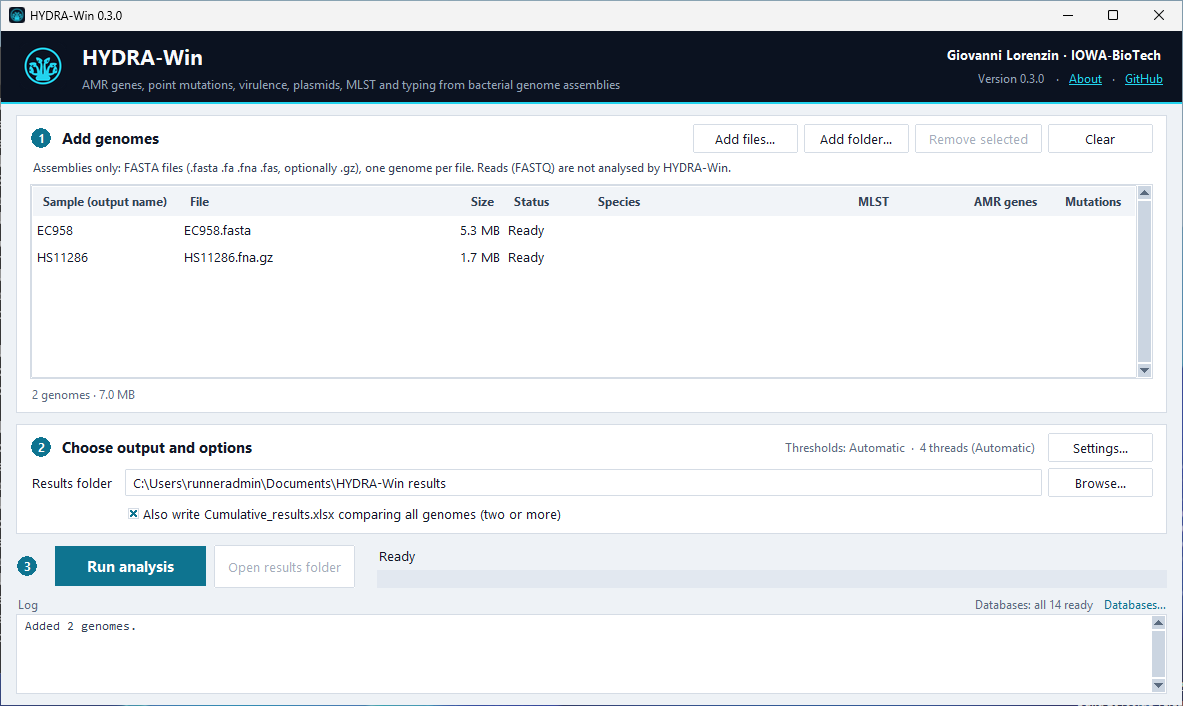 HYDRA-Win 0.3.0
HYDRA-Win
AMR genes, point mutations, virulence, plasmids, MLST and typing from bacterial genome assemblies
Giovanni Lorenzin · IOWA-BioTech
Version 0.3.0 · About · GitHub
1 Add genomes
Add files... Add folder... Remove selected Clear
Assemblies only: FASTA files (.fasta .fa .fna .fas, optionally .gz), one genome per file. Reads (FASTQ) are not analysed by HYDRA-Win.
Sample (output name) File Size Status Species MLST AMR genes Mutations
EC958 EC958.fasta 5.3 MB Ready
HS11286 HS11286.fna.gz 1.7 MB Ready
2 genomes · 7.0 MB
2 Choose output and options
Thresholds: Automatic · 4 threads (Automatic) Settings...
Results folder C:\Users\runneradmin\Documents\HYDRA-Win results Browse...
Also write Cumulative_results.xlsx comparing all genomes (two or more)
3 Run analysis Open results folder Ready
Log Databases: all 14 ready Databases...
Added 2 genomes.